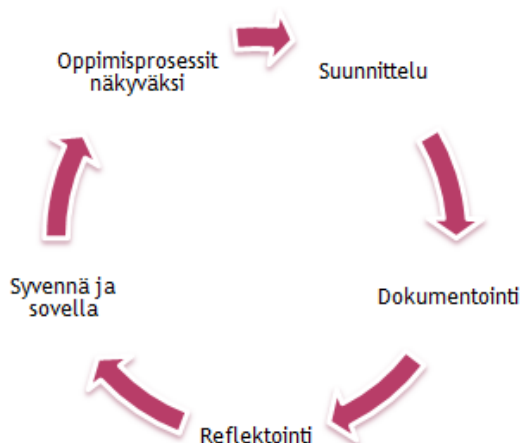 Oppimisprosessit
näkyväksi
Suunnittelu
Dokumentointi
Reflektointi
Syvennä ja
sovella